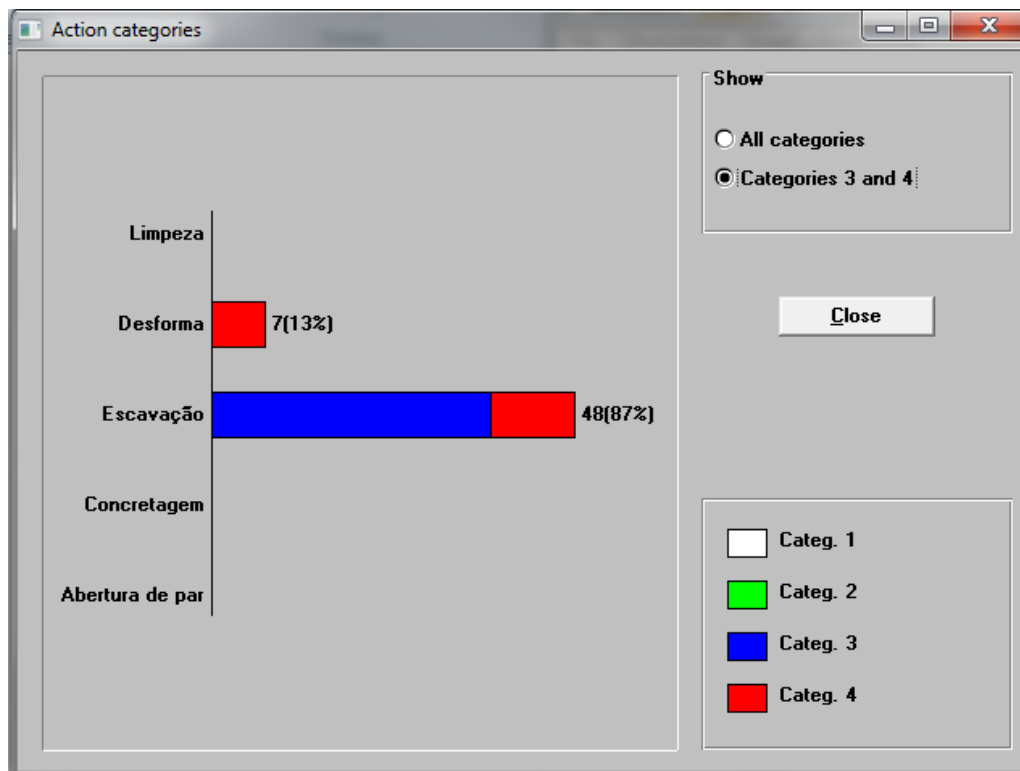 Action categories
Show
All categories
Categories 3 and 4
Limpeza
Desforma
7(13%)
Escavação
48(87%)
Concretagem
Abertura de par
Close
Categ. 1
Categ. 2
Categ. 3
Categ. 4